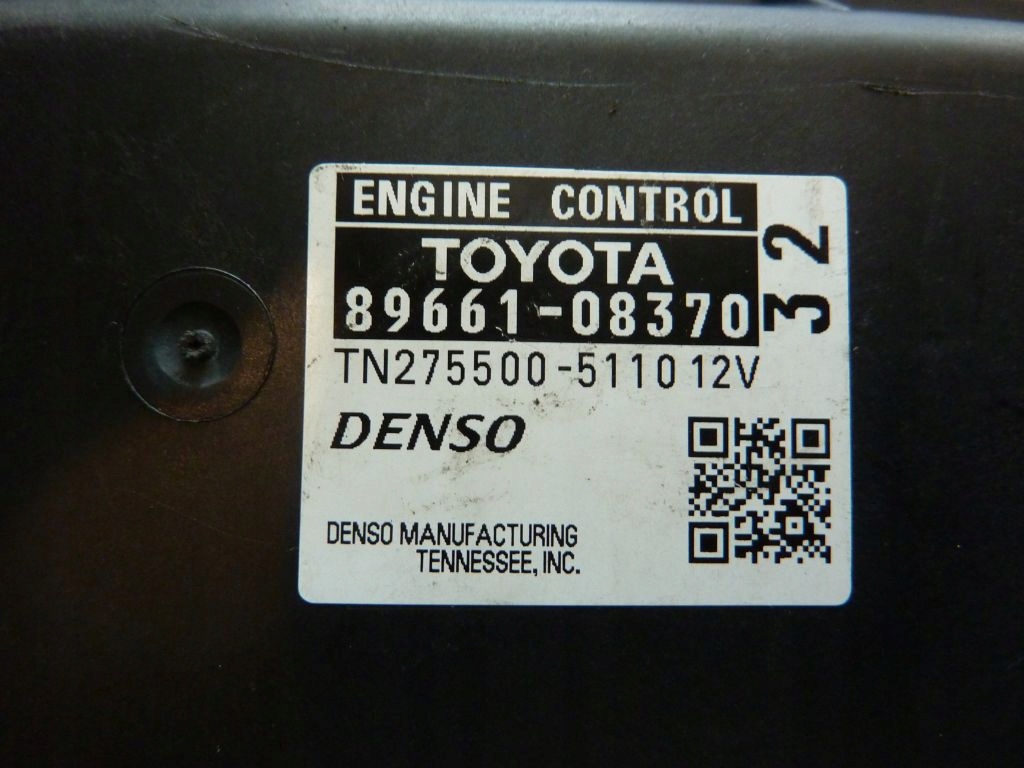 ENGINE CONTROL
TOYOTA
89661-08370
32
TN275500-5110 12V
DENSO
DENSO MANUFACTURING
TENNESSEE, INC.